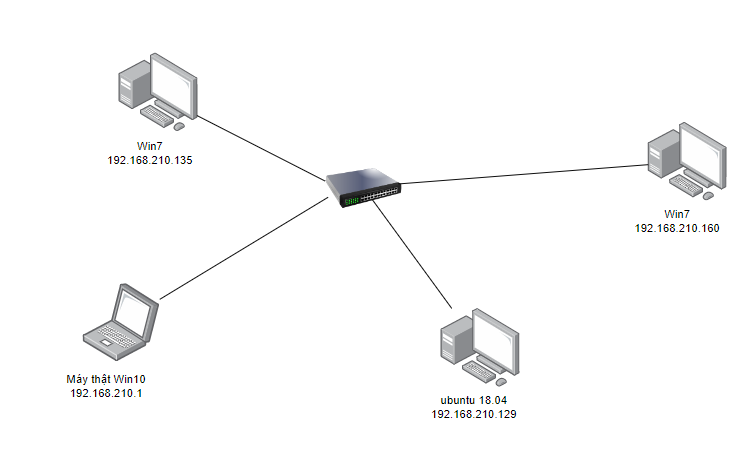 Win7
192.168.210.135
Win7
192.168.210.160
Máy thật Win10
192.168.210.1
ubuntu 18.04
192.168.210.129